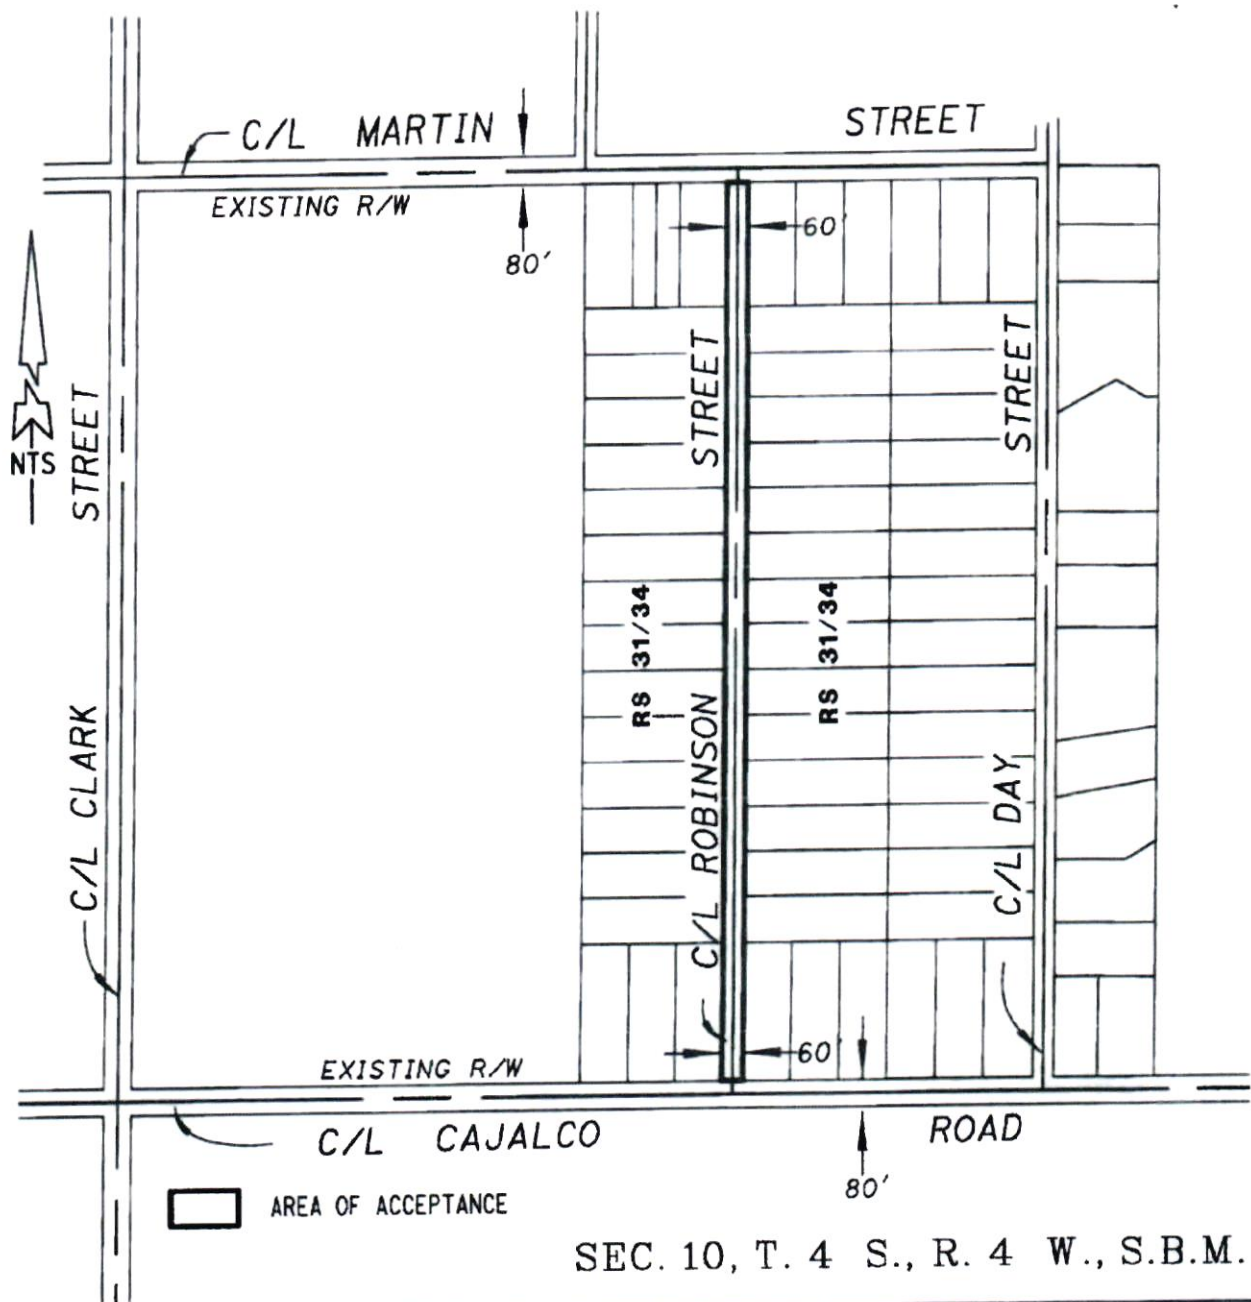 C/L MARTIN STREET
EXISTING R/W
80'
60'
NTS
C/L CLARK STREET
C/L ROBINSON STREET
C/L DAY STREET
RS 31/34
RS 31/34
60'
EXISTING R/W
C/L CAJALCO ROAD
80'
AREA OF ACCEPTANCE
SEC. 10, T. 4 S., R. 4 W., S.B.M.